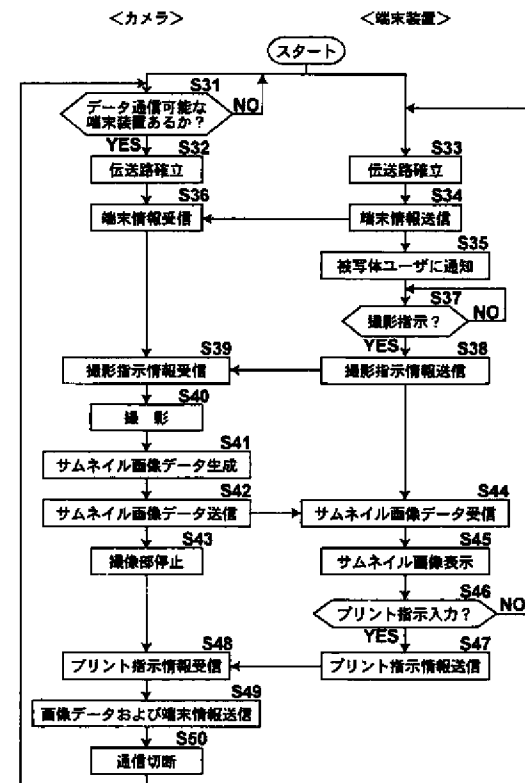 <カメラ>
<端末装置>
スタート
S31
データ通信可能な
端末装置あるか？
NO
YES
S32
伝送路確立
S33
伝送路確立
S36
端末情報受信
S34
端末情報送信
S35
被写体ユーザに通知
S37
撮影指示？
NO
YES
S39
撮影指示情報受信
S38
撮影指示情報送信
S40
撮 影
S41
サムネイル画像データ生成
S42
サムネイル画像データ送信
S44
サムネイル画像データ受信
S43
撮像部停止
S45
サムネイル画像表示
S46
プリント指示入力？
NO
YES
S48
プリント指示情報受信
S47
プリント指示情報送信
S49
画像データおよび端末情報送信
S50
通信切断